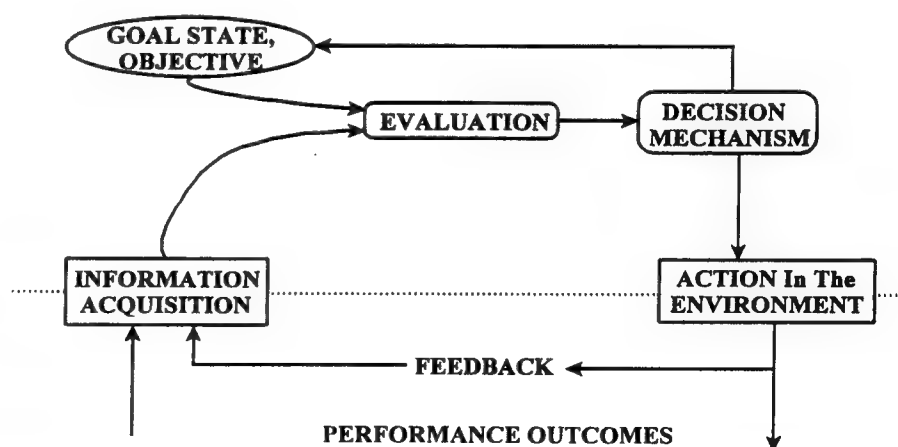 GOAL STATE,
OBJECTIVE
EVALUATION
DECISION
MECHANISM
INFORMATION
ACQUISITION
ACTION In The
ENVIRONMENT
FEEDBACK
PERFORMANCE OUTCOMES